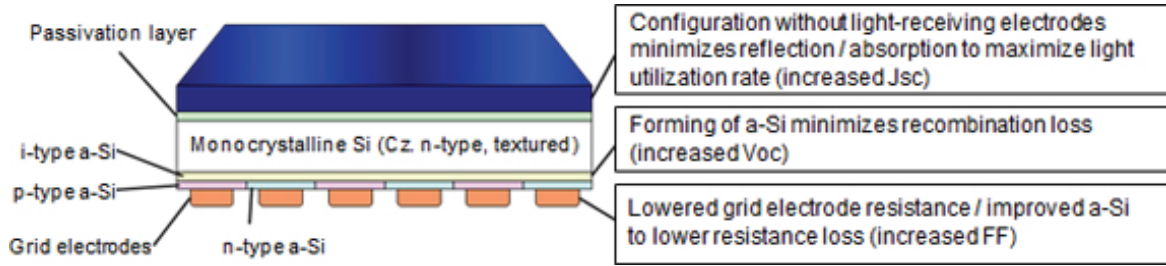 Passivation layer
Monocrystalline Si (Cz. n-type, textured)
i-type a-Si
p-type a-Si
Grid electrodes
n-type a-Si
Configuration without light-receiving electrodes
minimizes reflection / absorption to maximize light
utilization rate (increased Jsc)
Forming of a-Si minimizes recombination loss
(increased Voc)
Lowered grid electrode resistance / improved a-Si
to lower resistance loss (increased FF)